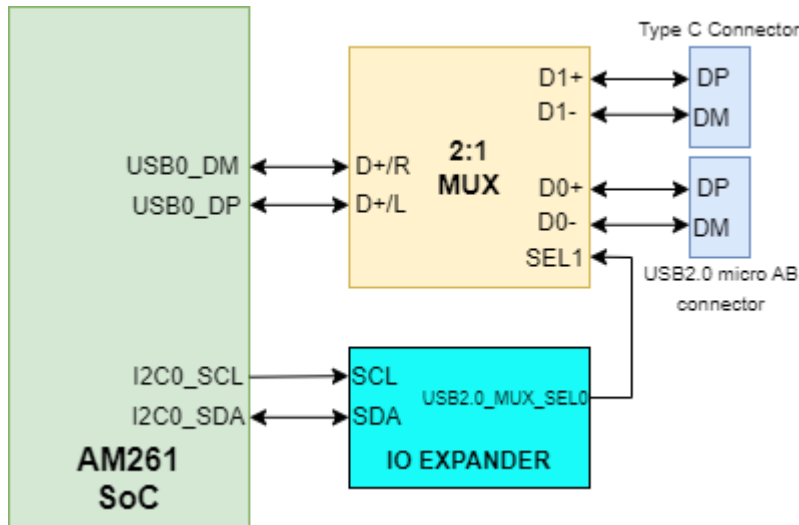 Type C Connector
D1+
DP
D1-
DM
2:1
MUX
USB0_DM
D+/R
USB0_DP
D+/L
D0+
DP
D0-
DM
SEL1
USB2.0 micro AB
connector
I2C0_SCL
SCL
USB2.0_MUX_SEL0
I2C0_SDA
SDA
IO EXPANDER
AM261
SoC